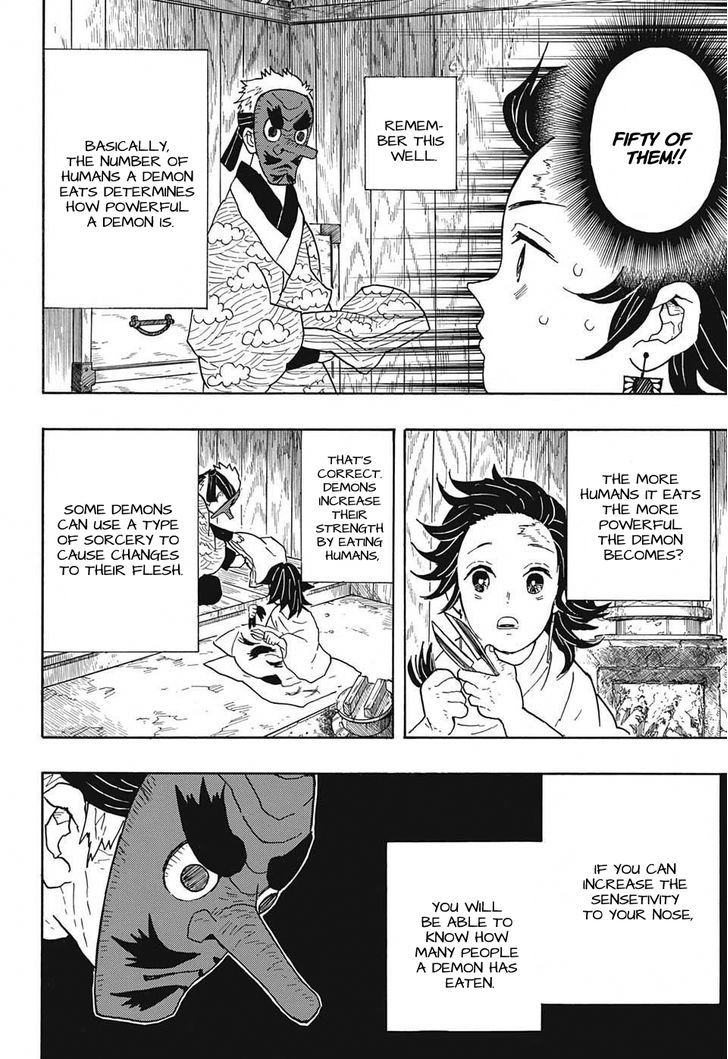 FIFTY OF
THEM!!
REMEM-
BER THIS
WELL.
BASICALLY,
THE NUMBER OF
HUMANS A DEMON
EATS DETERMINES
HOW POWERFUL
A DEMON IS.
THE MORE
HUMANS IT EATS
THE MORE
POWERFUL
THE DEMON
BECOMES?
THAT'S
CORRECT.
DEMONS
INCREASE
THEIR
STRENGTH
BY EATING
HUMANS,
SOME DEMONS
CAN USE A TYPE
OF SORCERY TO
CAUSE CHANGES
TO THEIR FLESH.
IF YOU CAN
INCREASE THE
SENSETIVITY
TO YOUR NOSE,
YOU WILL
BE ABLE TO
KNOW HOW
MANY PEOPLE
A DEMON HAS
EATEN.